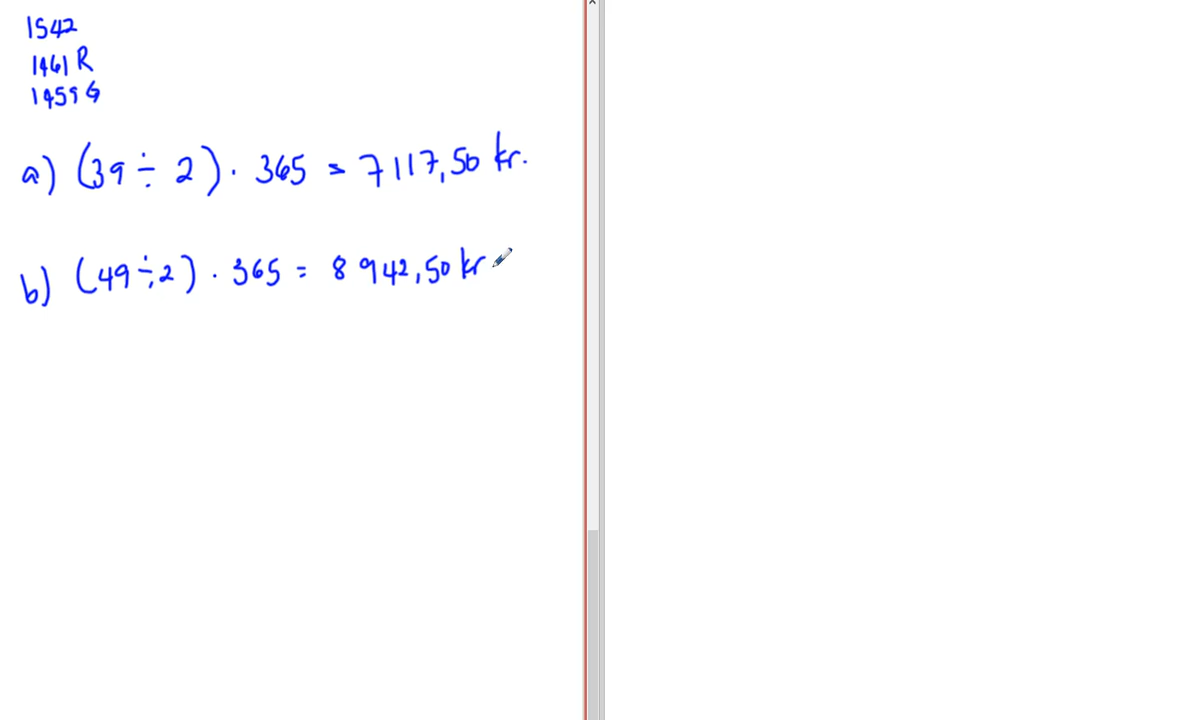 1542
1461 R
1459 G
a) (39 ÷ 2) · 365 = 7117,50 kr.
b) (49 ÷ 2) · 365 = 8 942,50 kr